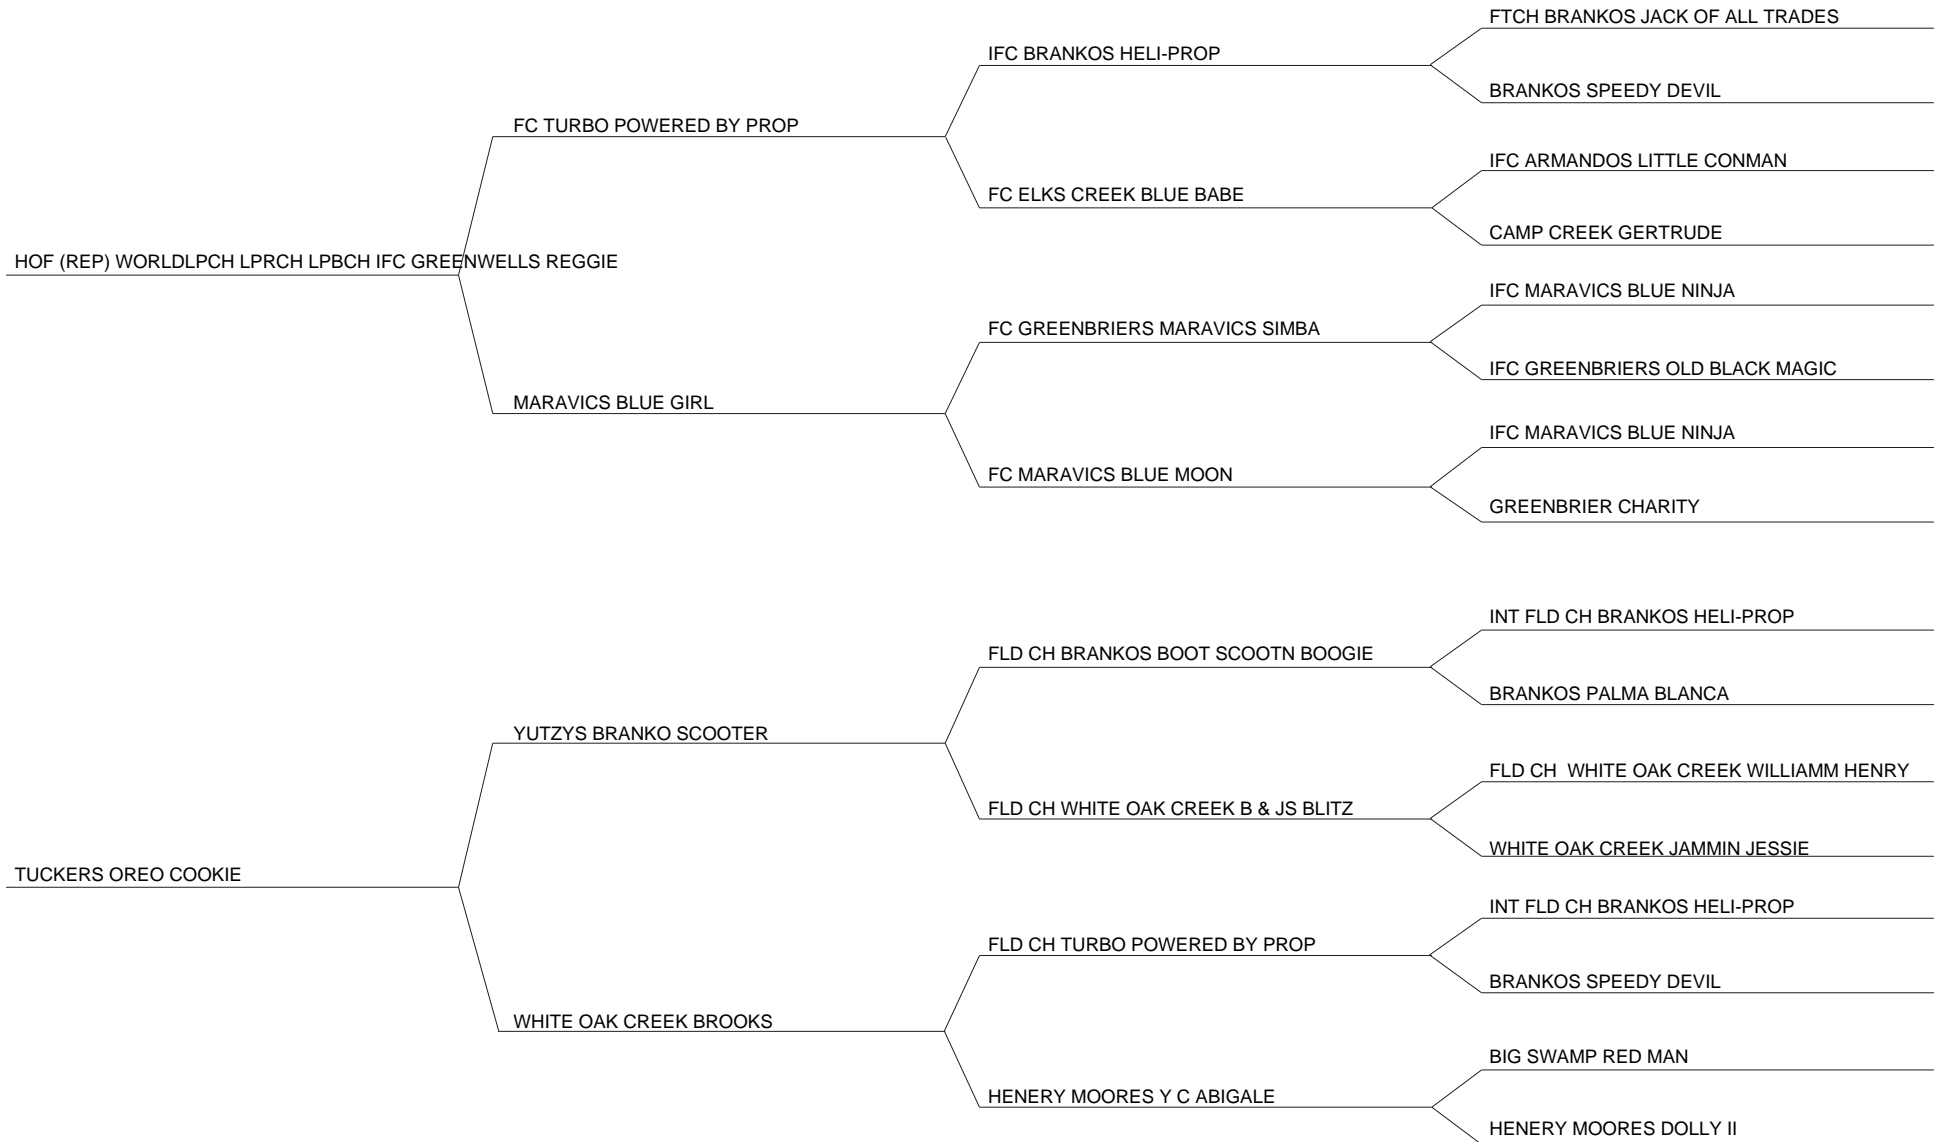 FTCH BRANKOS JACK OF ALL TRADES
IFC BRANKOS HELI-PROP
BRANKOS SPEEDY DEVIL
FC TURBO POWERED BY PROP
IFC ARMANDOS LITTLE CONMAN
FC ELKS CREEK BLUE BABE
CAMP CREEK GERTRUDE
HOF (REP) WORLDLPCH LPRCH LPBCH IFC GREENWELLS REGGIE
IFC MARAVICS BLUE NINJA
FC GREENBRIERS MARAVICS SIMBA
IFC GREENBRIERS OLD BLACK MAGIC
MARAVICS BLUE GIRL
IFC MARAVICS BLUE NINJA
FC MARAVICS BLUE MOON
GREENBRIER CHARITY
INT FLD CH BRANKOS HELI-PROP
FLD CH BRANKOS BOOT SCOOTN BOOGIE
BRANKOS PALMA BLANCA
YUTZYS BRANKO SCOOTER
FLD CH  WHITE OAK CREEK WILLIAMM HENRY
FLD CH WHITE OAK CREEK B & JS BLITZ
WHITE OAK CREEK JAMMIN JESSIE
TUCKERS OREO COOKIE
INT FLD CH BRANKOS HELI-PROP
FLD CH TURBO POWERED BY PROP
BRANKOS SPEEDY DEVIL
WHITE OAK CREEK BROOKS
BIG SWAMP RED MAN
HENERY MOORES Y C ABIGALE
HENERY MOORES DOLLY II